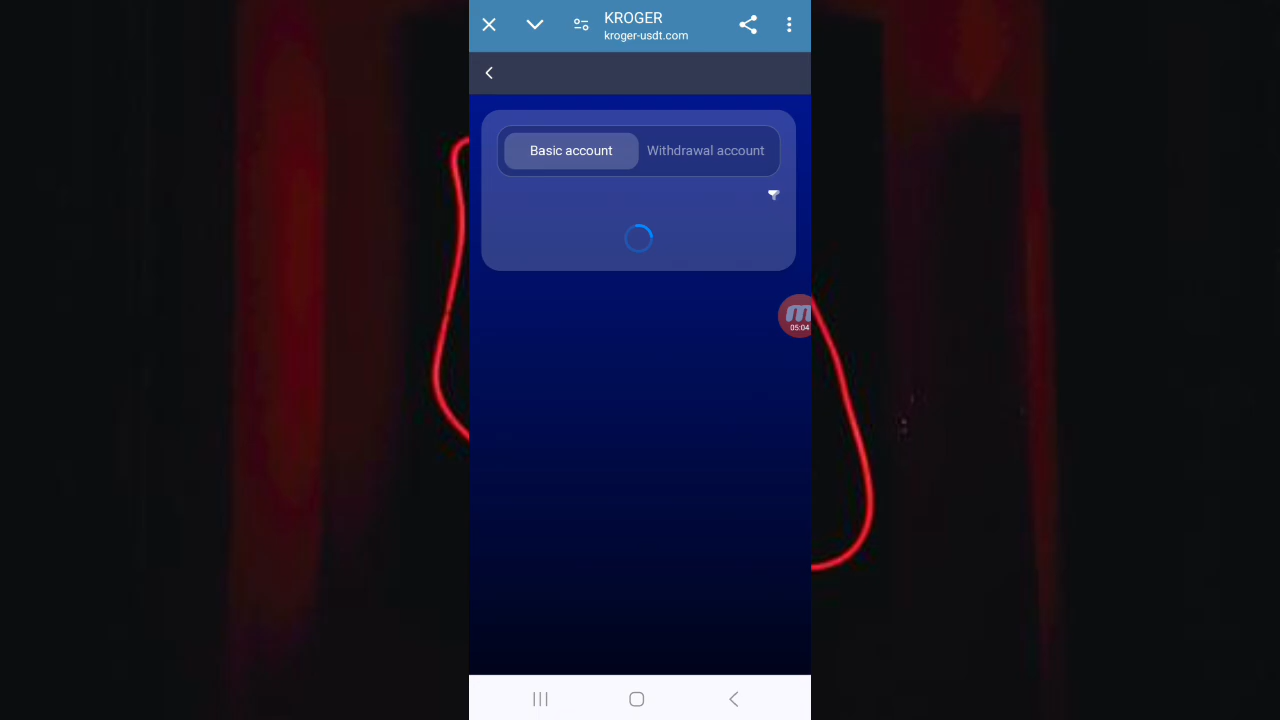 KROGER
kroger-usdt.com
Basic account
Withdrawal account
m
05:04